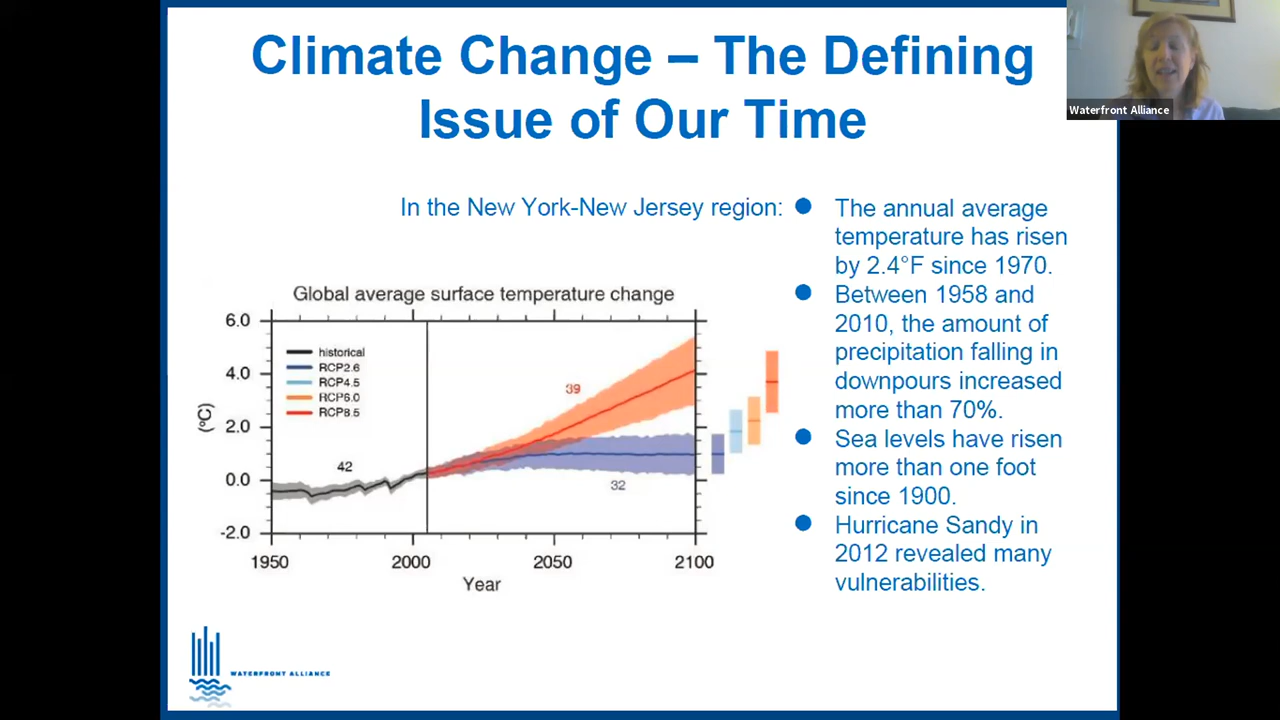 Climate Change – The Defining
Issue of Our Time
Waterfront Alliance
In the New York-New Jersey region:
● The annual average
temperature has risen
by 2.4°F since 1970.
● Between 1958 and
2010, the amount of
precipitation falling in
downpours increased
more than 70%.
● Sea levels have risen
more than one foot
since 1900.
● Hurricane Sandy in
2012 revealed many
vulnerabilities.
Global average surface temperature change
6.0
4.0
2.0
0.0
-2.0
(°C)
historical
RCP2.6
RCP4.5
RCP6.0
RCP8.5
39
42
32
1950 2000 2050 2100
Year
WATERFRONT ALLIANCE